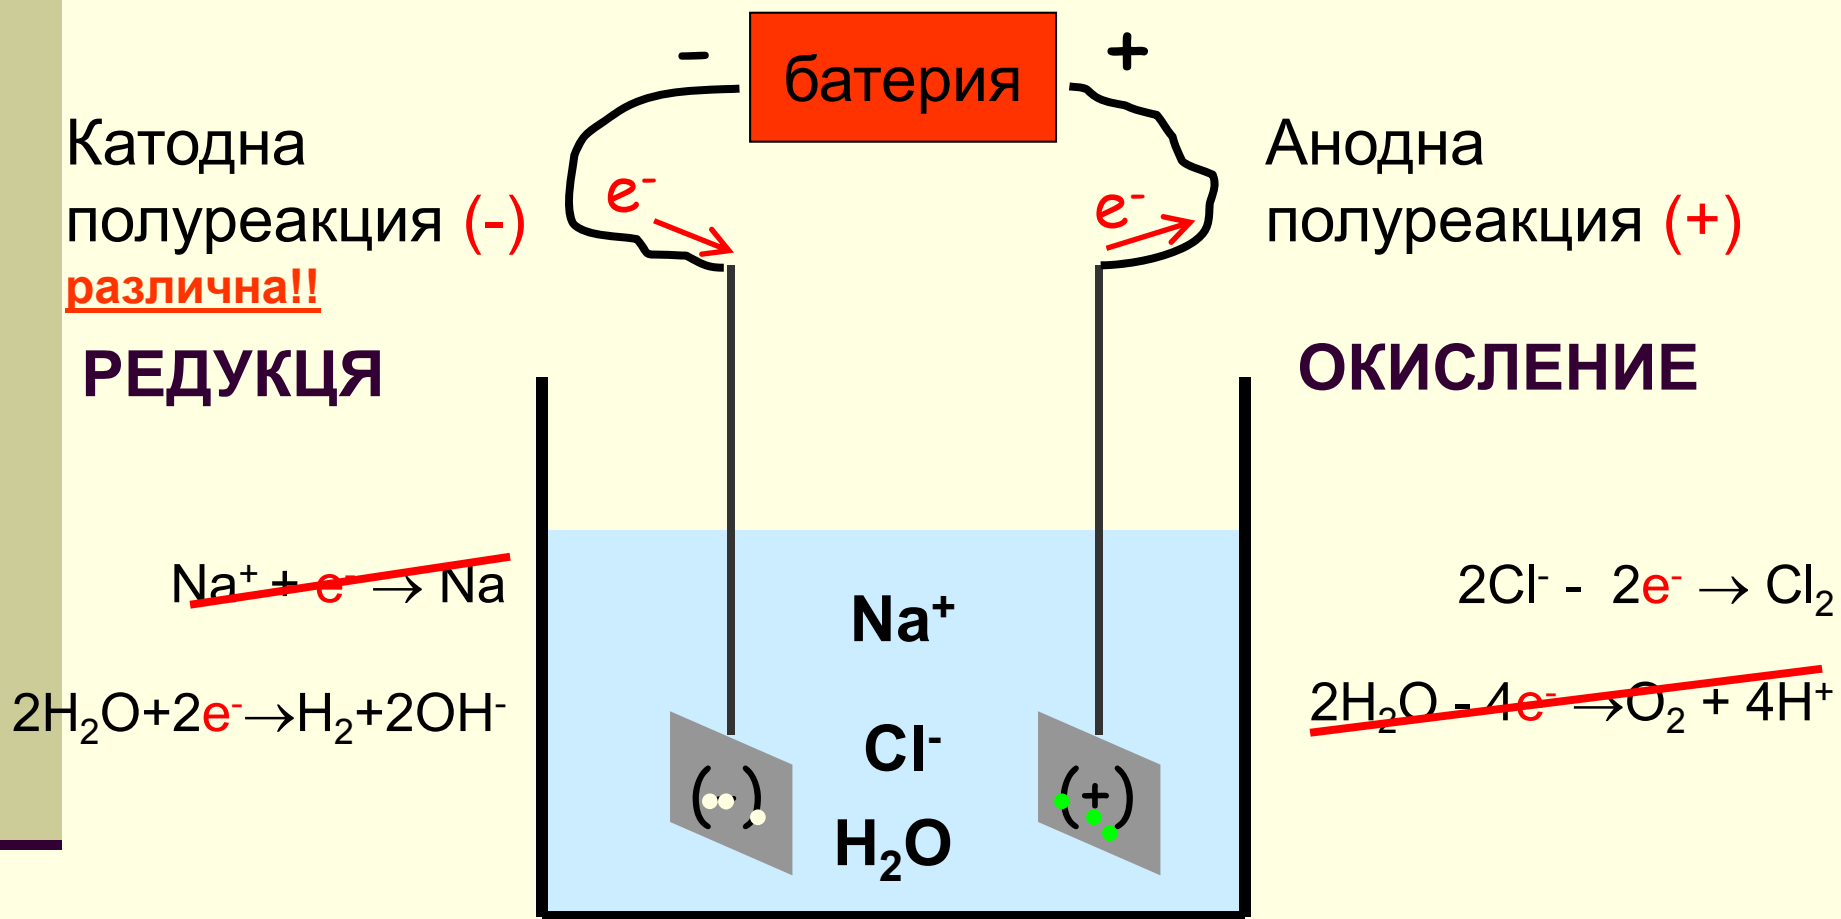 - батерия +
Катодна
полуреакция (-)
различна!!
РЕДУКЦЯ
Анодна
полуреакция (+)
ОКИСЛЕНИЕ
e⁻
e⁻
Na⁺ + e⁻ → Na
2H₂O+2e⁻→H₂+2OH⁻
Na⁺
Cl⁻
H₂O
(-)
(+)
2Cl⁻ - 2e⁻ → Cl₂
2H₂O - 4e⁻ →O₂ + 4H⁺